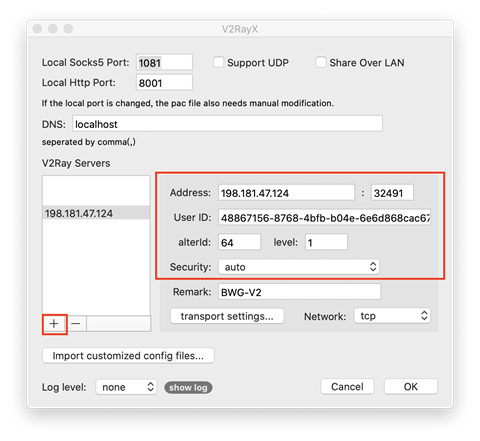 V2RayX
Local Socks5 Port: 1081 Support UDP Share Over LAN
Local Http Port: 8001
If the local port is changed, the pac file also needs manual modification.
DNS: localhost
seperated by comma(,)
V2Ray Servers
198.181.47.124
Address: 198.181.47.124 : 32491
User ID: 48867156-8768-4bfb-b04e-6e6d868cac67
alterId: 64 level: 1
Security: auto
Remark: BWG-V2
transport settings... Network: tcp
+ −
Import customized config files...
Log level: none show log Cancel OK